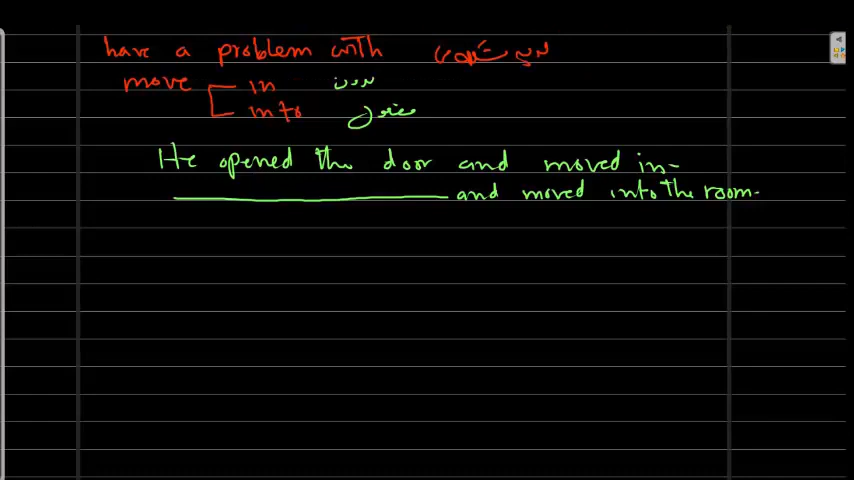 have a problem with
move in بدون
into مفعول
He opened the door and moved in.
and moved into the room.